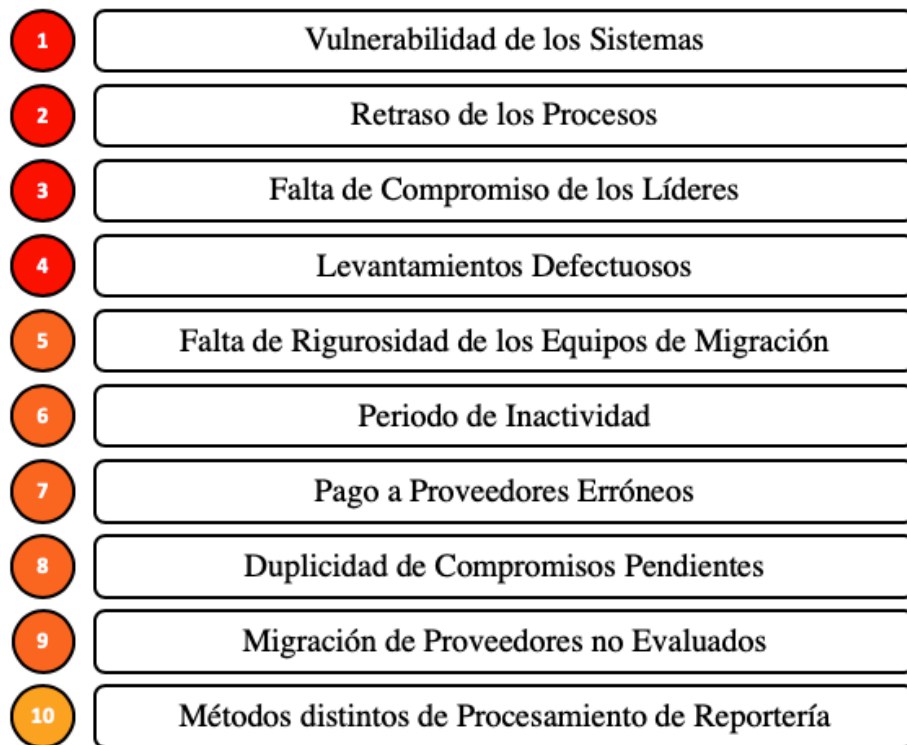 1 Vulnerabilidad de los Sistemas
2 Retraso de los Procesos
3 Falta de Compromiso de los Líderes
4 Levantamientos Defectuosos
5 Falta de Rigurosidad de los Equipos de Migración
6 Periodo de Inactividad
7 Pago a Proveedores Erróneos
8 Duplicidad de Compromisos Pendientes
9 Migración de Proveedores no Evaluados
10 Métodos distintos de Procesamiento de Reportería